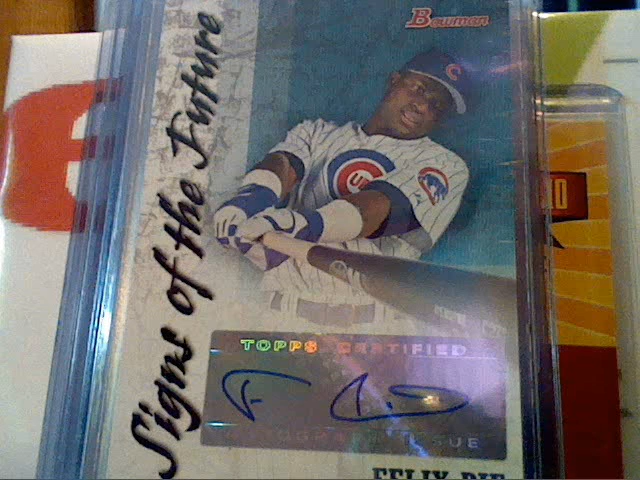 Bowman
Signs of the Future
C
TOPPS CERTIFIED
AUTOGRAPH ISSUE
FELIX PIE